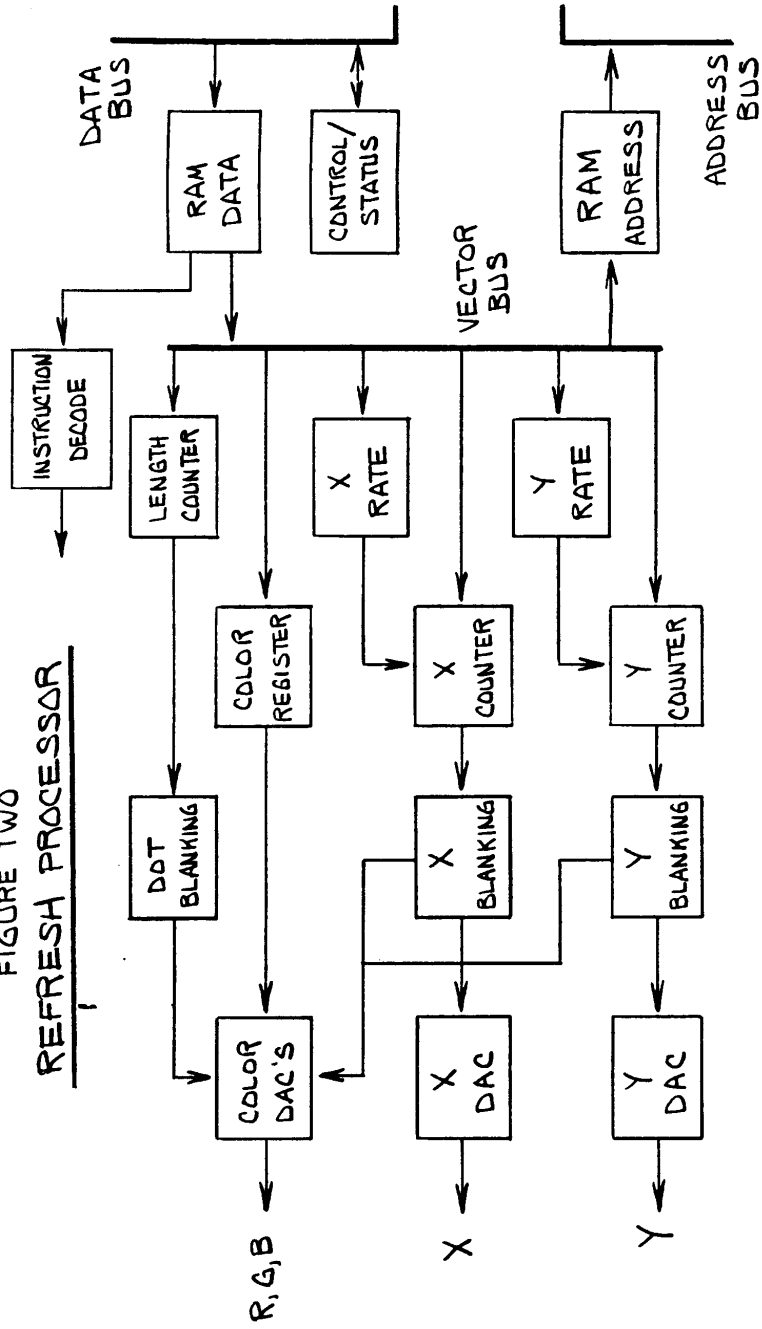 FIGURE TWO
REFRESH PROCESSOR
R, G, B
X
Y
COLOR
DAC'S
X
DAC
Y
DAC
DOT
BLANKING
X
BLANKING
Y
BLANKING
COLOR
REGISTER
X
COUNTER
Y
COUNTER
LENGTH
COUNTER
X
RATE
Y
RATE
INSTRUCTION
DECODE
VECTOR
BUS
RAM
DATA
CONTROL/
STATUS
RAM
ADDRESS
DATA
BUS
ADDRESS
BUS